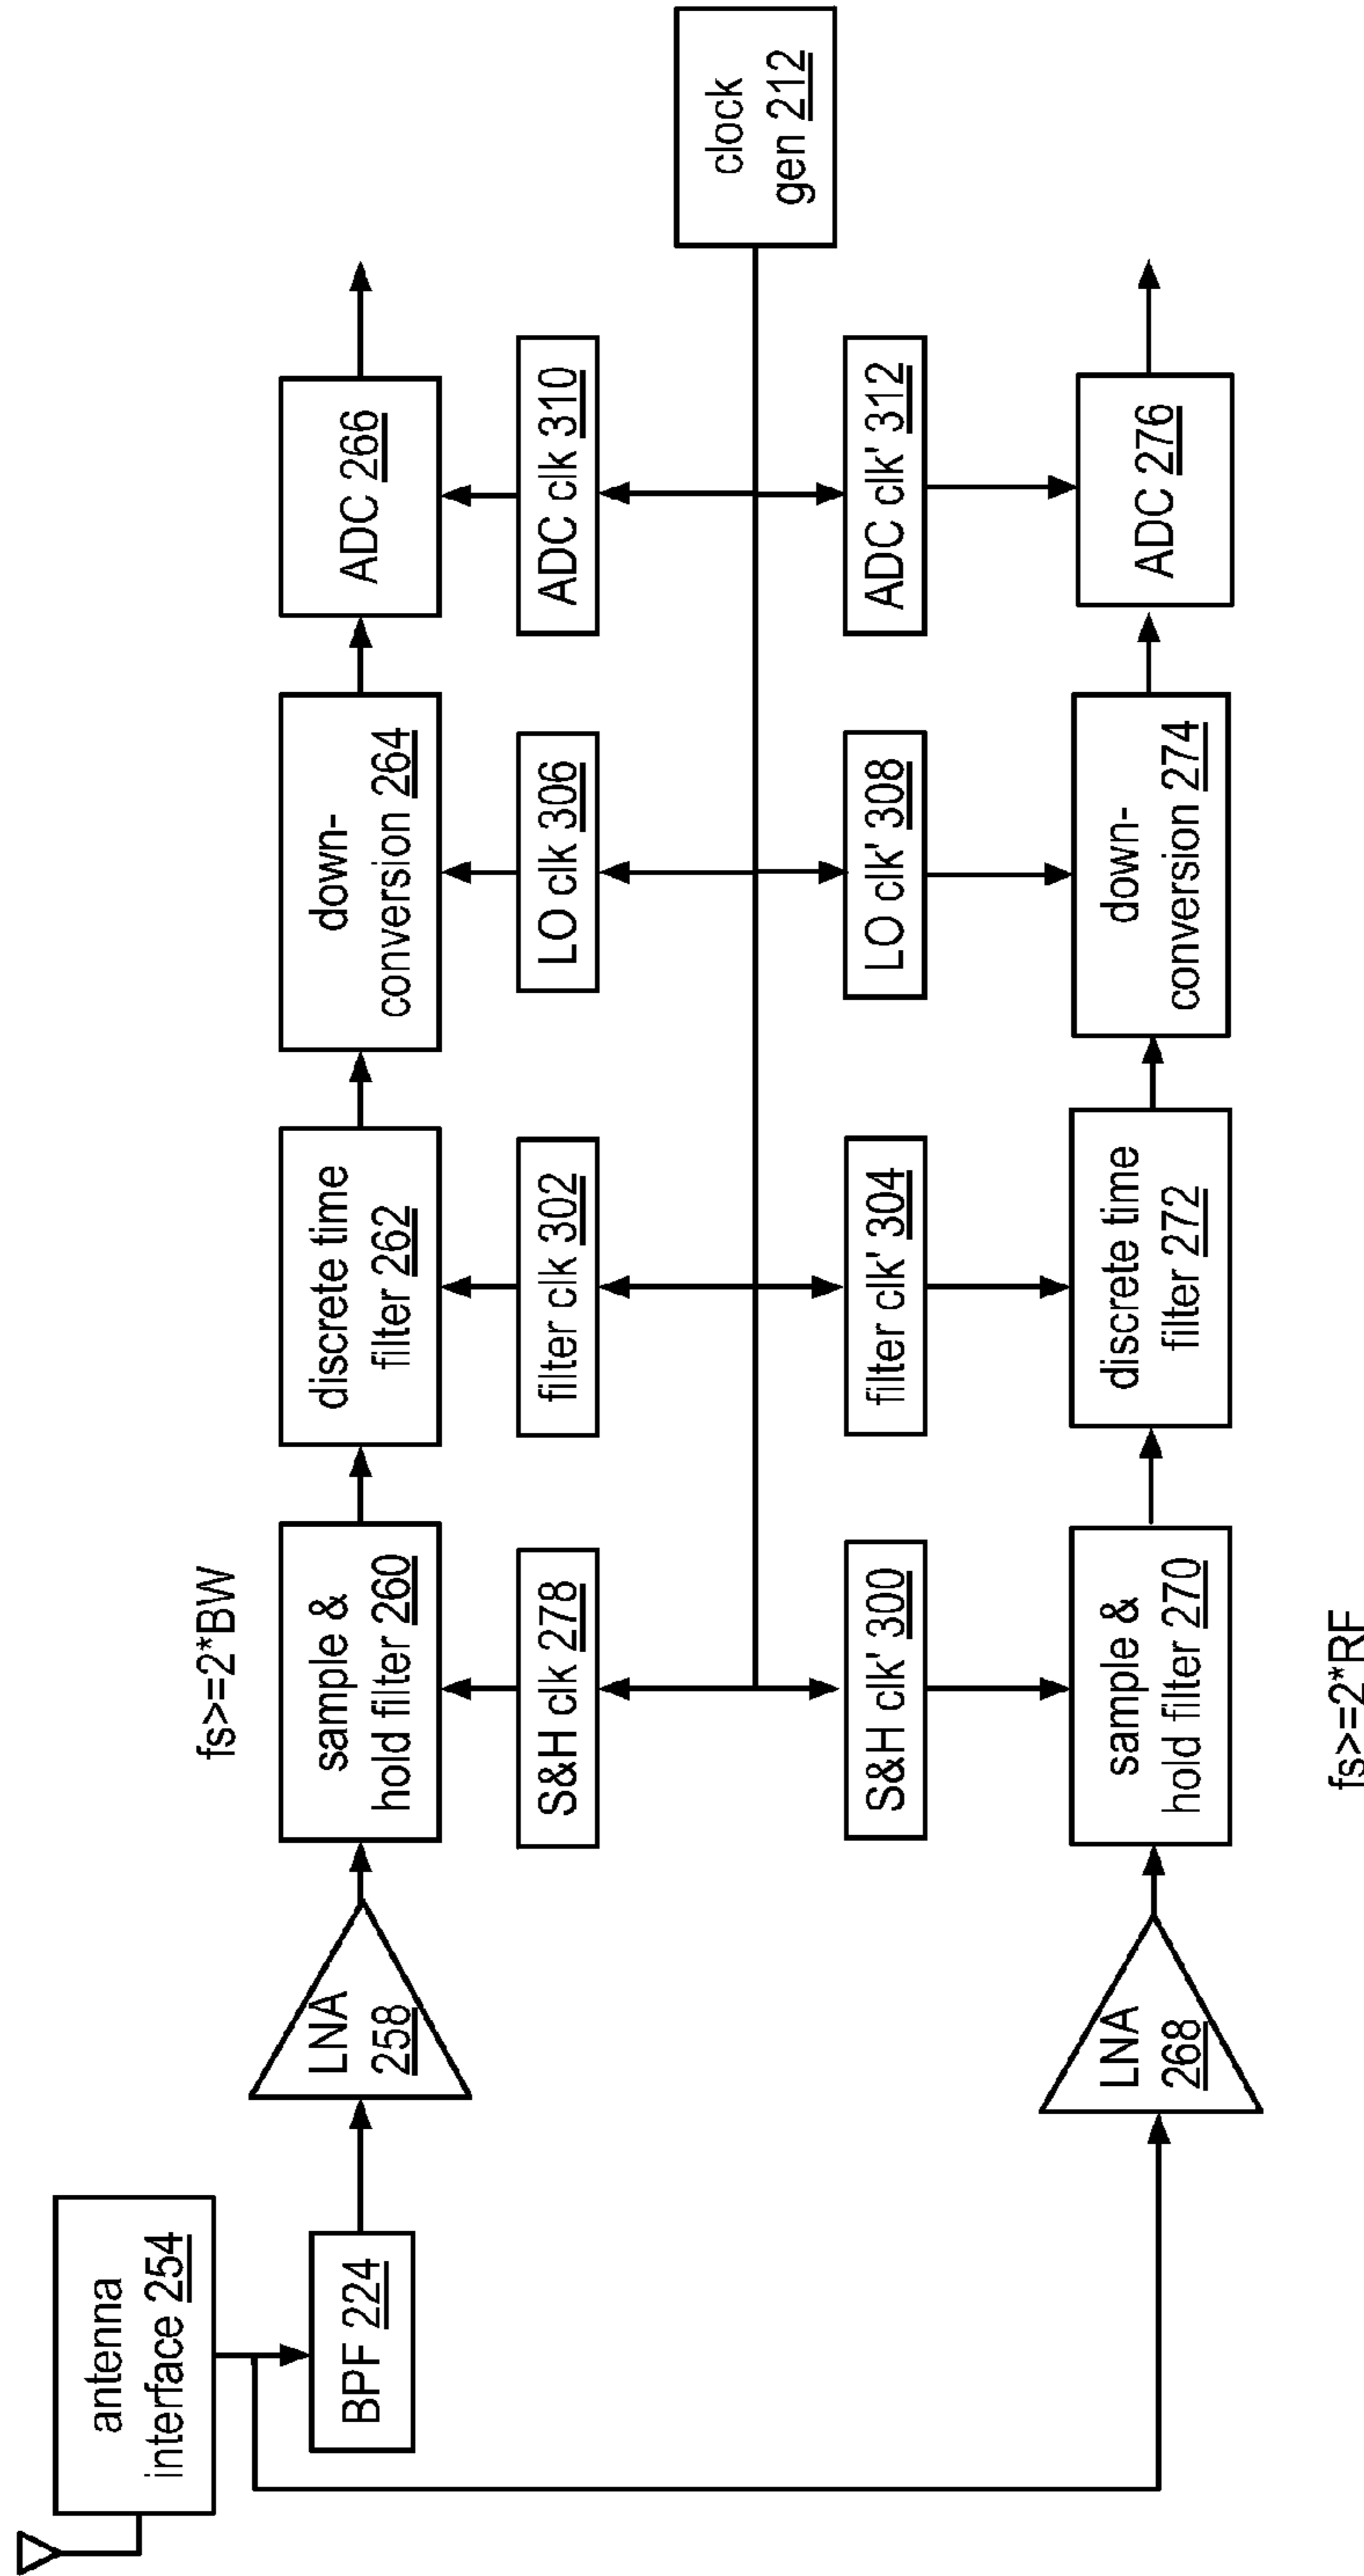 antenna
interface 254
BPF 224
LNA
258
fs>=2*BW
sample &
hold filter 260
discrete time
filter 262
down-
conversion 264
ADC 266
S&H clk 278
filter clk 302
LO clk 306
ADC clk 310
clock
gen 212
S&H clk' 300
filter clk' 304
LO clk' 308
ADC clk' 312
LNA
268
sample &
hold filter 270
discrete time
filter 272
down-
conversion 274
ADC 276
fs>=2*RF